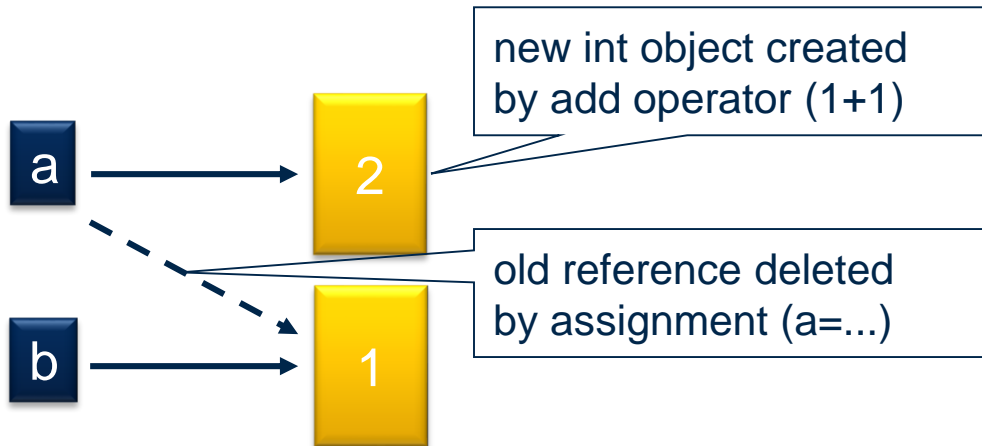 new int object created
by add operator (1+1)
a
2
old reference deleted
by assignment (a=...)
b
1